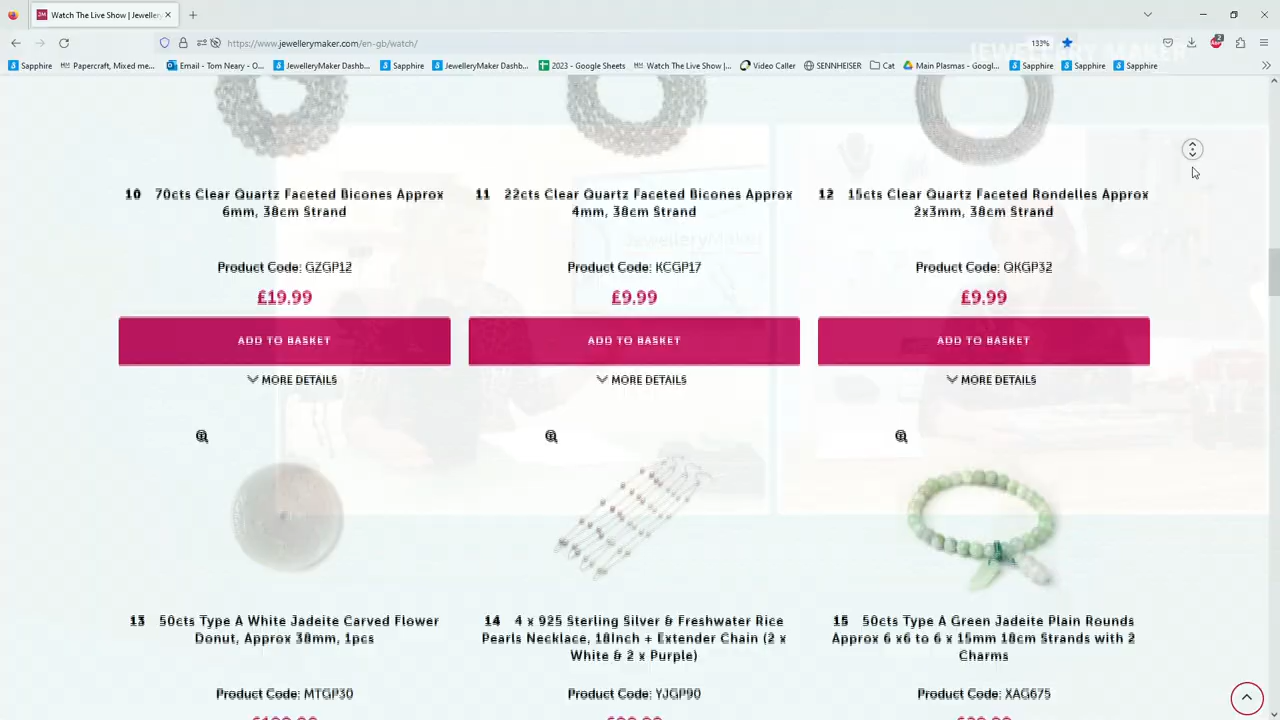 Watch The Live Show | Jeweller
https://www.jewellerymaker.com/en-gb/watch/
133%
2
JEWELLERY MAKER
Sapphire
Papercraft, Mixed me...
Email - Tom Neary - O...
JewelleryMaker Dashb...
Sapphire
JewelleryMaker Dashb...
2023 - Google Sheets
Watch The Live Show |...
Video Caller
SENNHEISER
Cat
Main Plasmas - Googl...
Sapphire
Sapphire
Sapphire
10 70cts Clear Quartz Faceted Bicones Approx
6mm, 38cm Strand
Product Code: GZGP12
£19.99
ADD TO BASKET
MORE DETAILS
11 22cts Clear Quartz Faceted Bicones Approx
4mm, 38cm Strand
Product Code: KCGP17
£9.99
ADD TO BASKET
MORE DETAILS
12 15cts Clear Quartz Faceted Rondelles Approx
2x3mm, 38cm Strand
Product Code: QKGP32
£9.99
ADD TO BASKET
MORE DETAILS
JewelleryMaker
13 50cts Type A White Jadeite Carved Flower
Donut, Approx 38mm, 1pcs
Product Code: MTGP30
14 4 x 925 Sterling Silver & Freshwater Rice
Pearls Necklace, 18Inch + Extender Chain (2 x
White & 2 x Purple)
Product Code: YJGP90
15 50cts Type A Green Jadeite Plain Rounds
Approx 6 x6 to 6 x 15mm 18cm Strands with 2
Charms
Product Code: XAG675